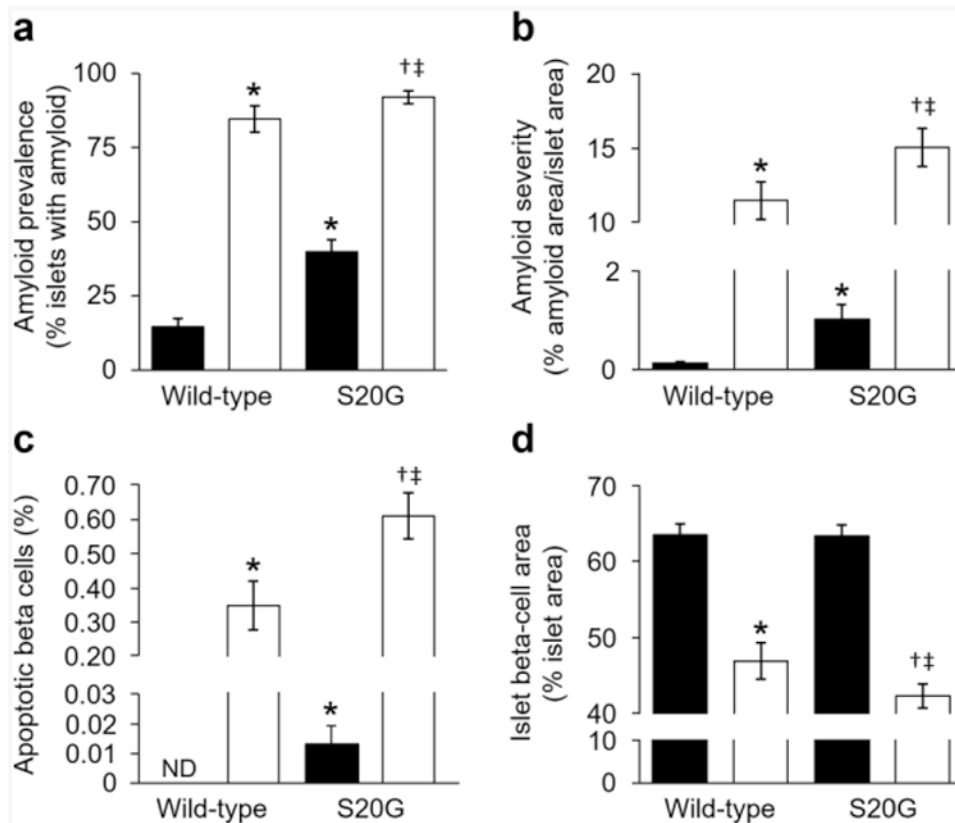 a
Amyloid prevalence
(% islets with amyloid)
100
75
50
25
0
*
*
†‡
Wild-type
S20G
b
Amyloid severity
(% amyloid area/islet area)
20
15
10
2
0
*
*
†‡
Wild-type
S20G
c
Apoptotic beta cells (%)
0.70
0.60
0.50
0.40
0.30
0.20
0.03
0.02
0.01
0
ND
*
*
†‡
Wild-type
S20G
d
Islet beta-cell area
(% islet area)
70
60
50
40
10
0
*
†‡
Wild-type
S20G